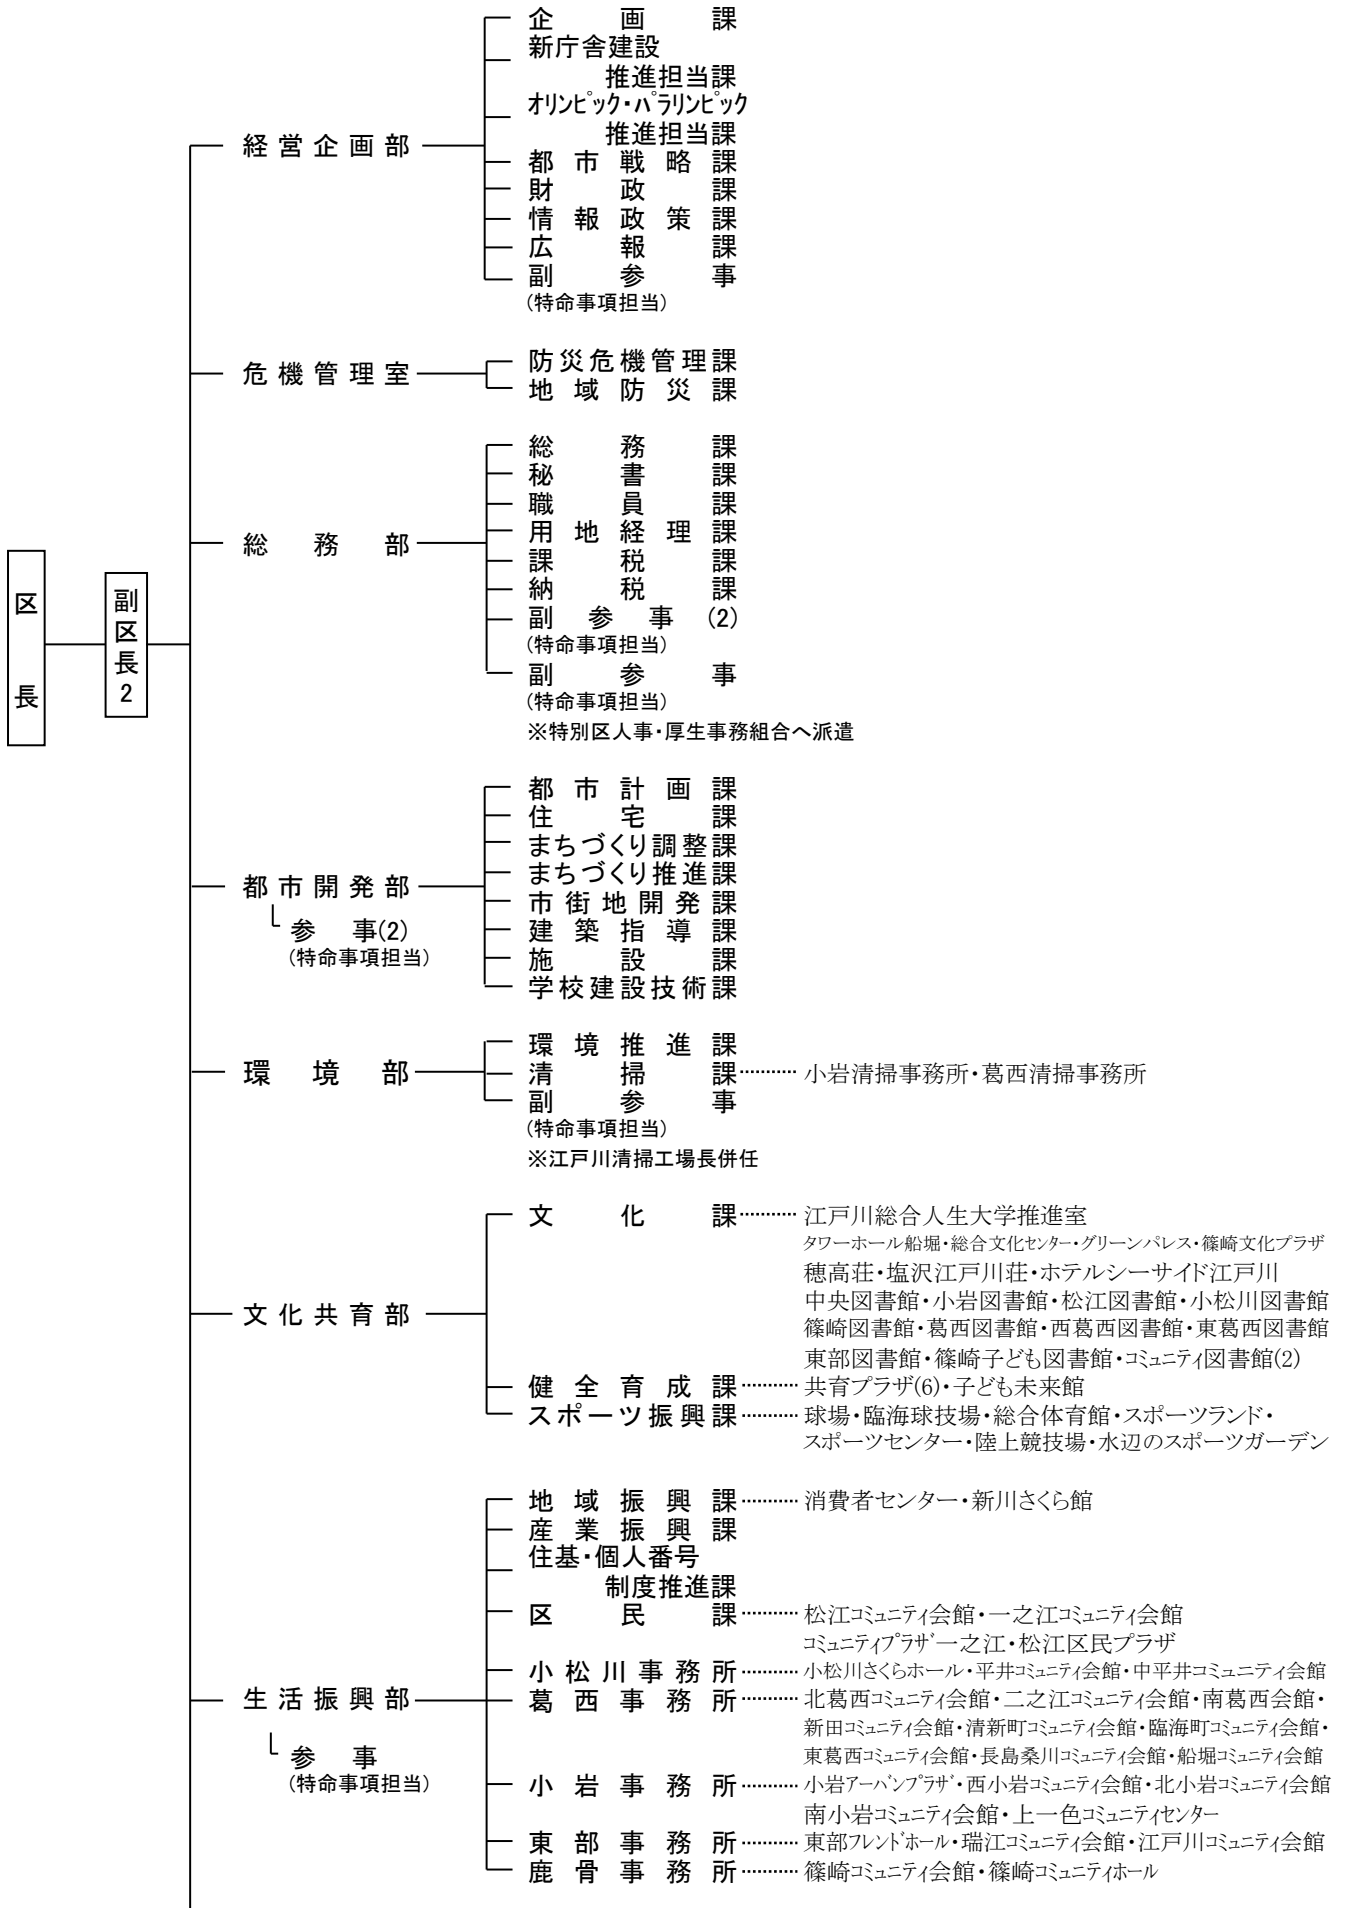 区長
副区長2
経営企画部
企画課
新庁舎建設
推進担当課
オリンピック・パラリンピック
推進担当課
都市戦略課
財政課
情報政策課
広報課
副参事
(特命事項担当)
危機管理室
防災危機管理課
地域防災課
総務部
総務課
秘書課
職員課
用地経理課
課税課
納税課
副参事(2)
(特命事項担当)
副参事
(特命事項担当)
※特別区人事・厚生事務組合へ派遣
都市開発部
参事(2)
(特命事項担当)
都市計画課
住宅課
まちづくり調整課
まちづくり推進課
市街地開発課
建築指導課
施設課
学校建設技術課
環境部
環境推進課
清掃課 小岩清掃事務所・葛西清掃事務所
副参事
(特命事項担当)
※江戸川清掃工場長併任
文化共育部
文化課 江戸川総合人生大学推進室
タワーホール船堀・総合文化センター・グリーンパレス・篠崎文化プラザ
穂高荘・塩沢江戸川荘・ホテルシーサイド江戸川
中央図書館・小岩図書館・松江図書館・小松川図書館
篠崎図書館・葛西図書館・西葛西図書館・東葛西図書館
東部図書館・篠崎子ども図書館・コミュニティ図書館(2)
健全育成課 共育プラザ(6)・子ども未来館
スポーツ振興課 球場・臨海球技場・総合体育館・スポーツランド・
スポーツセンター・陸上競技場・水辺のスポーツガーデン
生活振興部
参事
(特命事項担当)
地域振興課 消費者センター・新川さくら館
産業振興課
住基・個人番号
制度推進課
区民課 松江コミュニティ会館・一之江コミュニティ会館
コミュニティプラザ一之江・松江区民プラザ
小松川事務所 小松川さくらホール・平井コミュニティ会館・中平井コミュニティ会館
葛西事務所 北葛西コミュニティ会館・二之江コミュニティ会館・南葛西会館・
新田コミュニティ会館・清新町コミュニティ会館・臨海町コミュニティ会館・
東葛西コミュニティ会館・長島桑川コミュニティ会館・船堀コミュニティ会館
小岩事務所 小岩アーバンプラザ・西小岩コミュニティ会館・北小岩コミュニティ会館
南小岩コミュニティ会館・上一色コミュニティセンター
東部事務所 東部フレンドホール・瑞江コミュニティ会館・江戸川コミュニティ会館
鹿骨事務所 篠崎コミュニティ会館・篠崎コミュニティホール